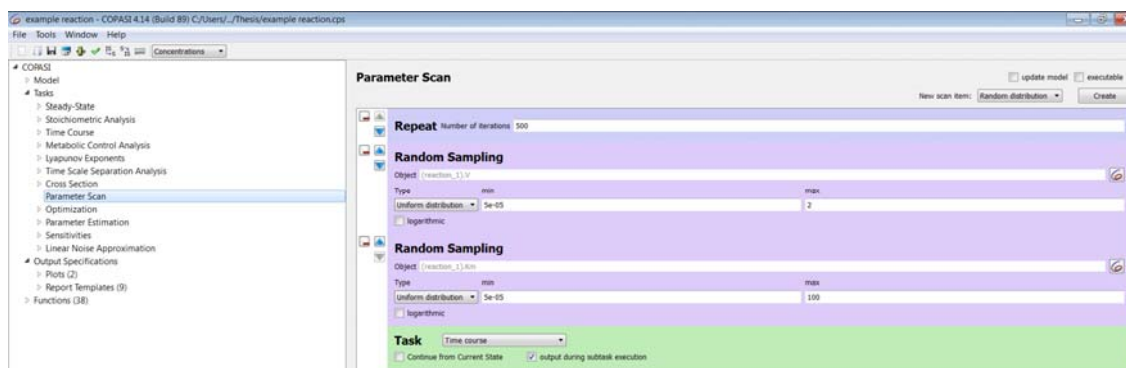 example reaction - COPASI 4.14 (Build 89) C:/Users/.../Thesis/example reaction.cps
File Tools Window Help
Concentrations
COPASI
Model
Tasks
Steady-State
Stoichiometric Analysis
Time Course
Metabolic Control Analysis
Lyapunov Exponents
Time Scale Separation Analysis
Cross Section
Parameter Scan
Optimization
Parameter Estimation
Sensitivities
Linear Noise Approximation
Output Specifications
Plots (2)
Report Templates (9)
Functions (38)
Parameter Scan
update model executable
New scan item: Random distribution Create
Repeat Number of iterations 500
Random Sampling
Object (reaction_1).V
Type min max
Uniform distribution 5e-05 2
logarithmic
Random Sampling
Object (reaction_1).Km
Type min max
Uniform distribution 5e-05 100
logarithmic
Task Time course
Continue from Current State output during subtask execution